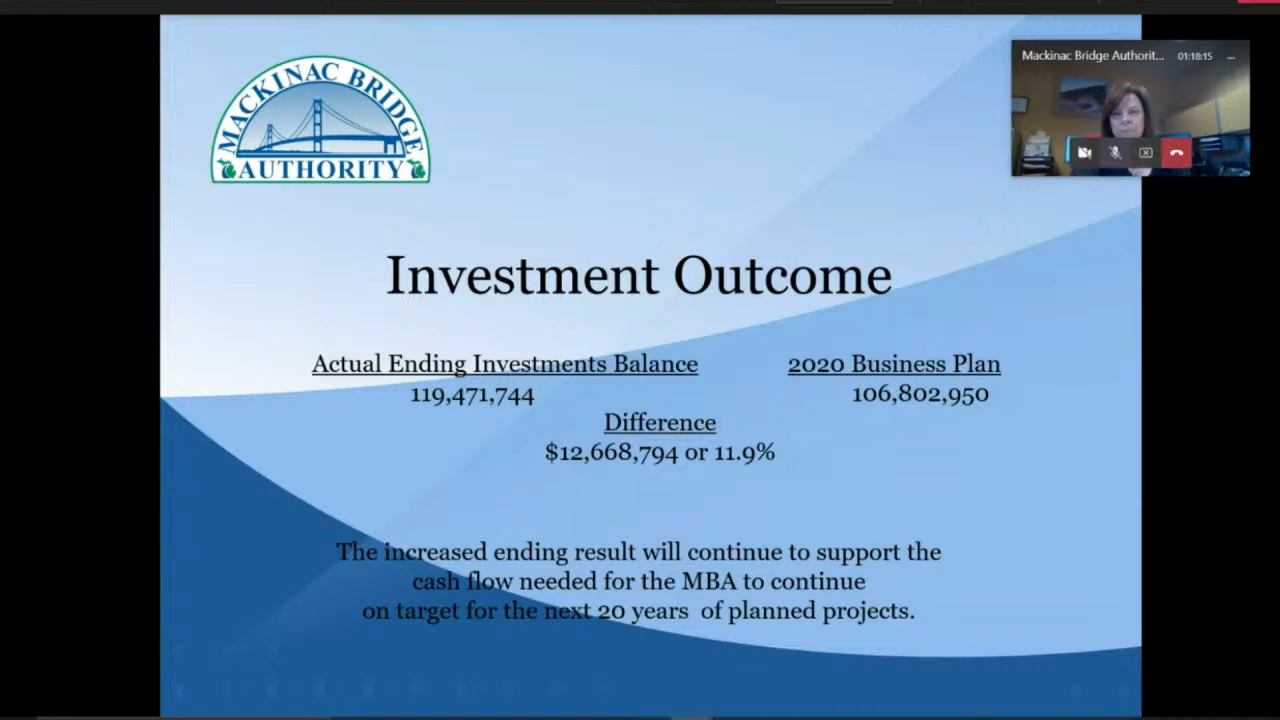 MACKINAC BRIDGE
AUTHORITY
Mackinac Bridge Authorit... 01:18:15 ...
Investment Outcome
Actual Ending Investments Balance 2020 Business Plan
119,471,744 106,802,950
Difference
$12,668,794 or 11.9%
The increased ending result will continue to support the
cash flow needed for the MBA to continue
on target for the next 20 years of planned projects.